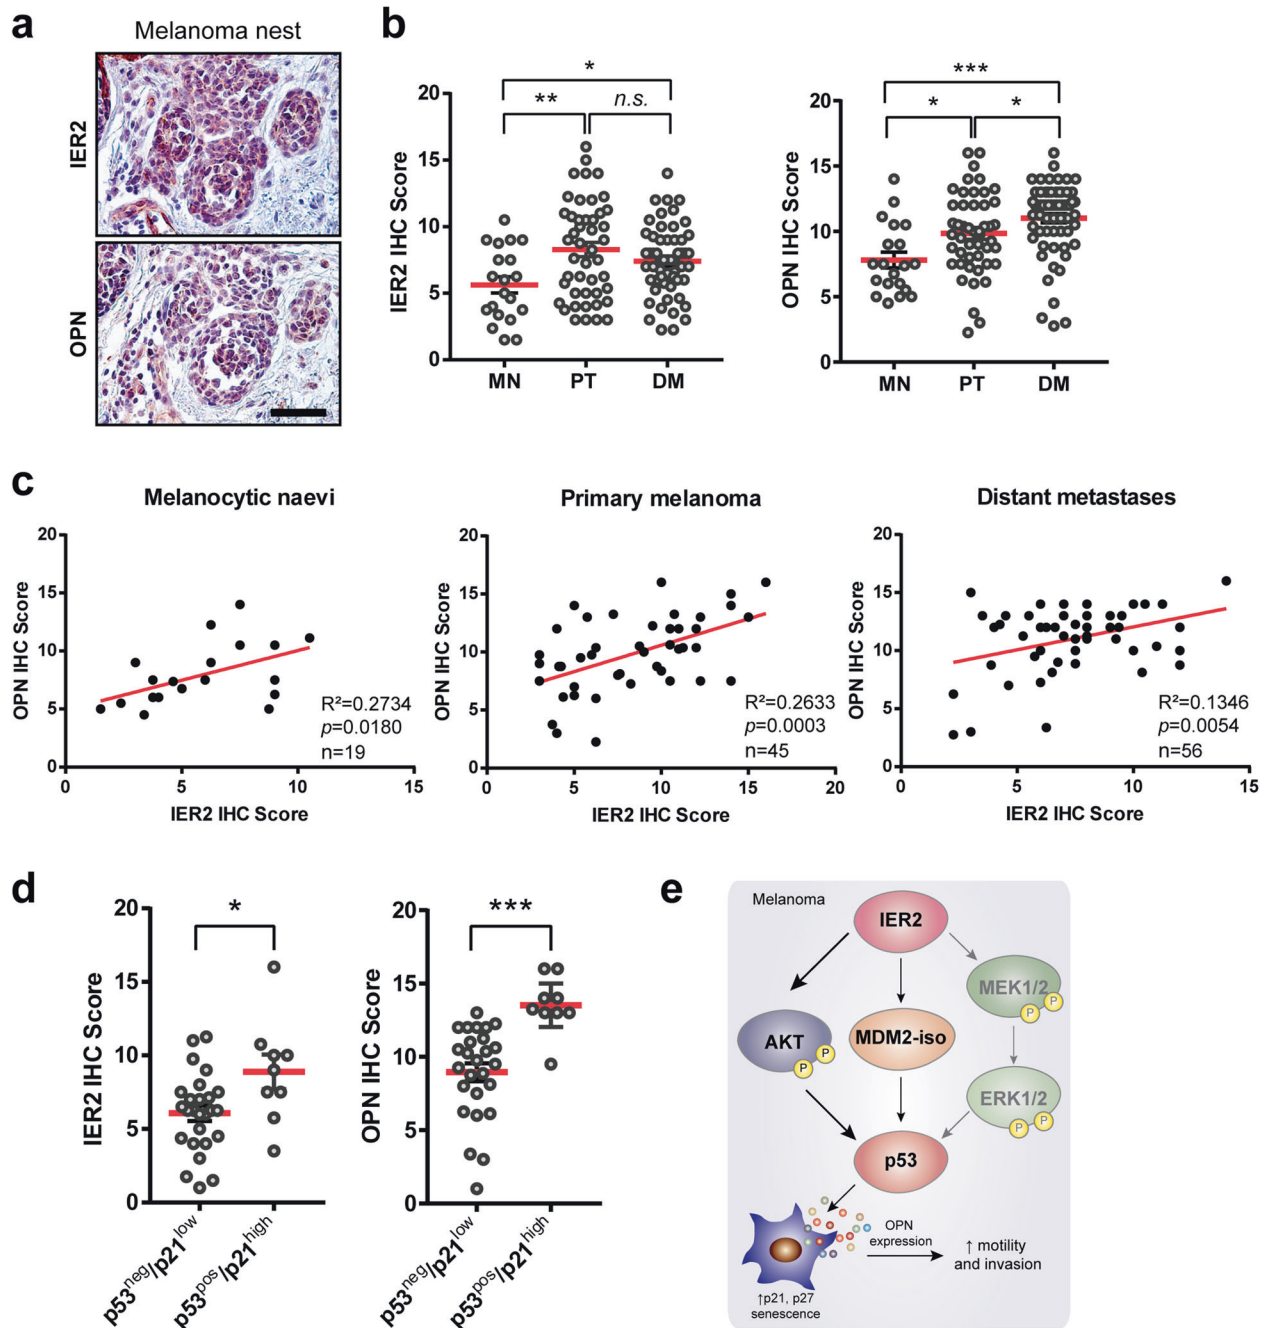 a
Melanoma nest
IER2
OPN
b
IER2 IHC Score
20
15
10
5
0
*
**
n.s.
MN PT DM
OPN IHC Score
20
15
10
5
0
***
* *
MN PT DM
c
Melanocytic naevi
OPN IHC Score
20
15
10
5
0
R²=0.2734
p=0.0180
n=19
0 5 10 15
IER2 IHC Score
Primary melanoma
OPN IHC Score
20
15
10
5
0
R²=0.2633
p=0.0003
n=45
0 5 10 15 20
IER2 IHC Score
Distant metastases
OPN IHC Score
20
15
10
5
0
R²=0.1346
p=0.0054
n=56
0 5 10 15
IER2 IHC Score
d
IER2 IHC Score
20
15
10
5
0
*
p53neg/p21low
p53pos/p21high
OPN IHC Score
20
15
10
5
0
***
p53neg/p21low
p53pos/p21high
e
Melanoma
IER2
MEK1/2
P P
AKT
P P
MDM2-iso
ERK1/2
P P
p53
OPN
expression
↑ motility
and invasion
↑p21, p27
senescence